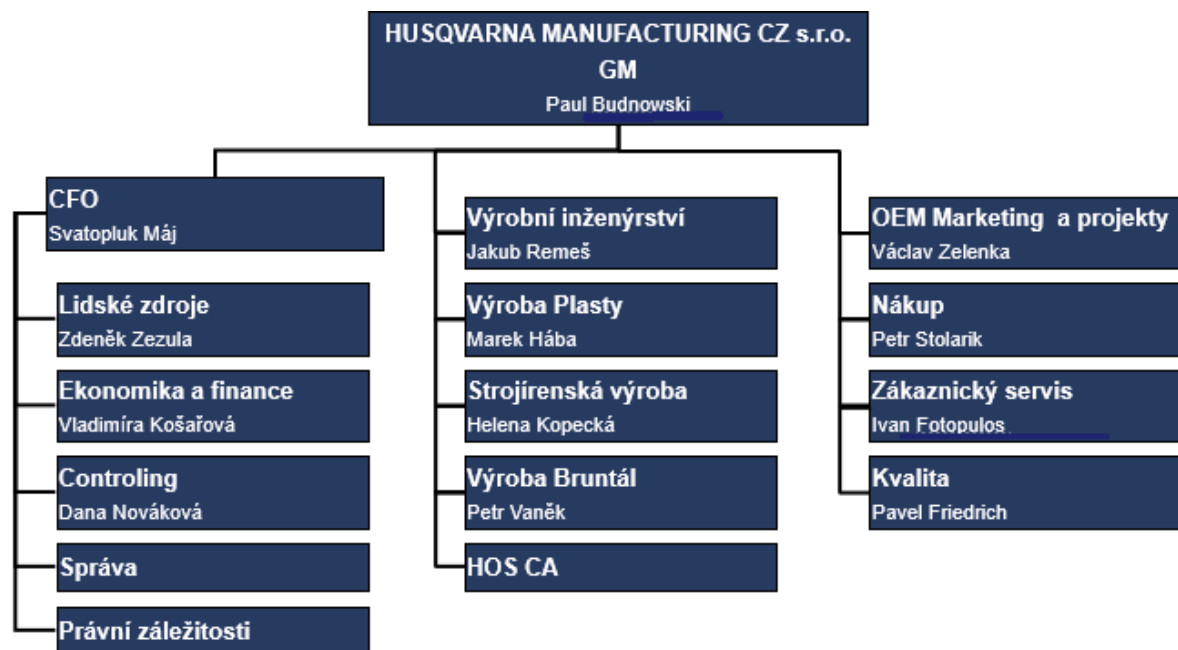 HUSQVARNA MANUFACTURING CZ s.r.o.
GM
Paul Budnowski
CFO
Svatopluk Máj
Lidské zdroje
Zdeněk Zezula
Ekonomika a finance
Vladimíra Košařová
Controling
Dana Nováková
Správa
Právní záležitosti
Výrobní inženýrství
Jakub Remeš
Výroba Plasty
Marek Hába
Strojírenská výroba
Helena Kopecká
Výroba Bruntál
Petr Vaněk
HOS CA
OEM Marketing a projekty
Václav Zelenka
Nákup
Petr Stolarik
Zákaznický servis
Ivan Fotopulos
Kvalita
Pavel Friedrich